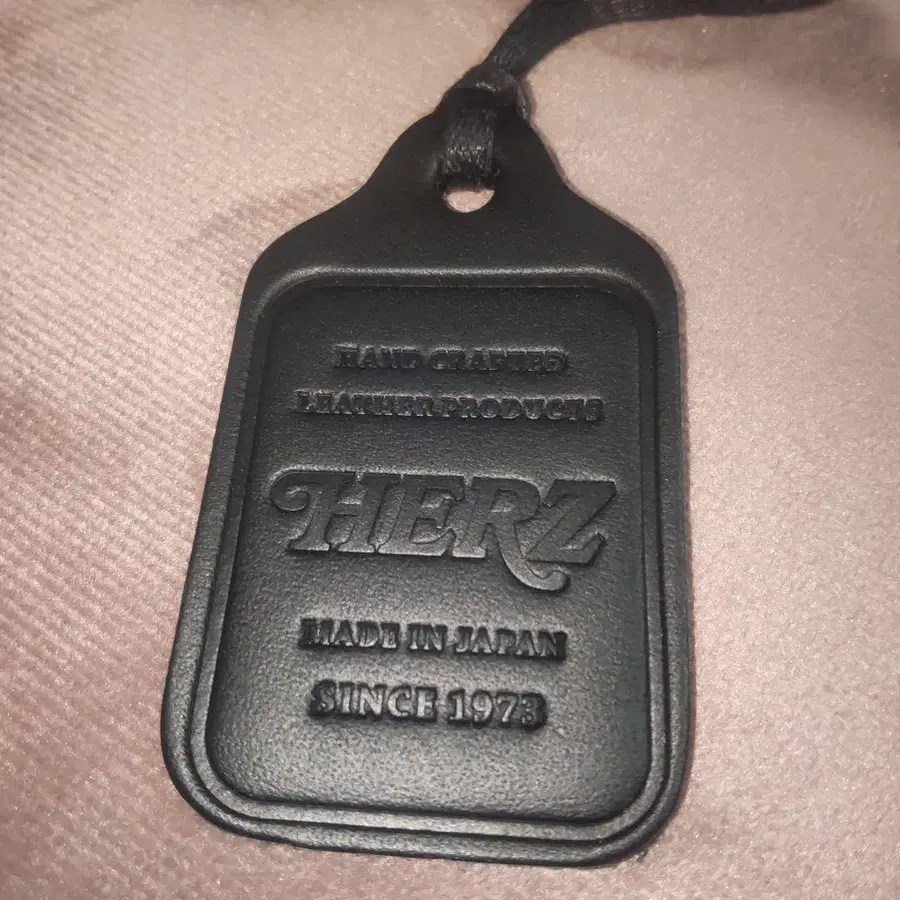 HAND CRAFTED
LEATHER PRODUCTS
HERZ
MADE IN JAPAN
SINCE 1973